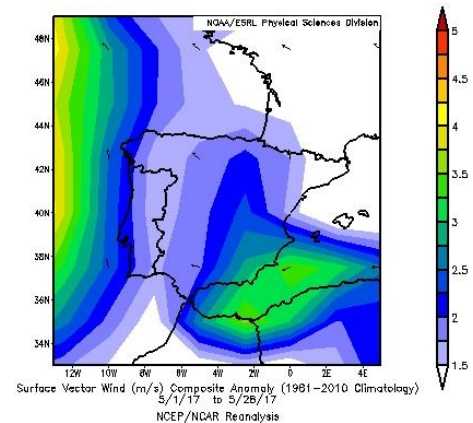 NOAA/ESRL Physical Sciences Division
48N
46N
44N
42N
40N
38N
36N
34N
12W 10W 8W 6W 4W 2W 0 2E 4E
5
4.5
4
3.5
3
2.5
2
1.5
Surface Vector Wind (m/s) Composite Anomaly (1981-2010 Climatology)
5/1/17 to 5/26/17
NCEP/NCAR Reanalysis